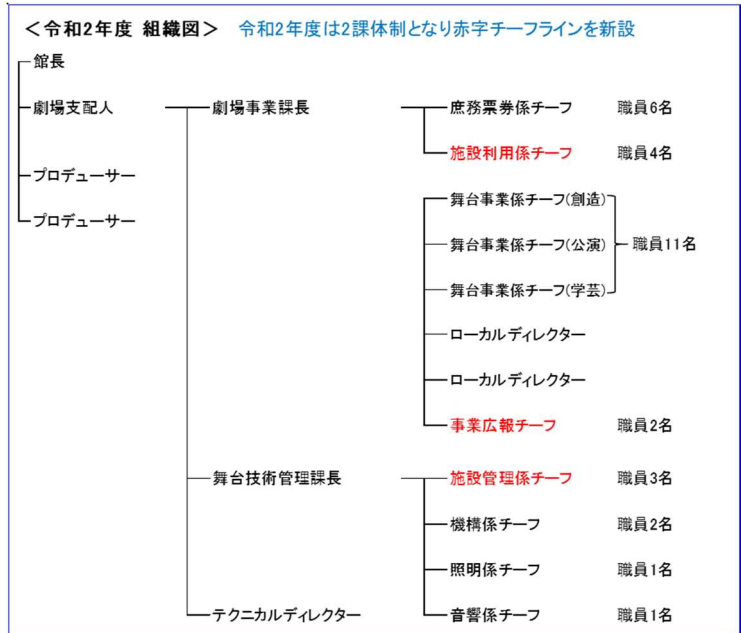 ＜令和2年度 組織図＞ 令和2年度は2課体制となり赤字チーフラインを新設
館長
劇場支配人 劇場事業課長 庶務票券係チーフ 職員6名
施設利用係チーフ 職員4名
プロデューサー
舞台事業係チーフ(創造)
プロデューサー
舞台事業係チーフ(公演) 職員11名
舞台事業係チーフ(学芸)
ローカルディレクター
ローカルディレクター
事業広報チーフ 職員2名
舞台技術管理課長 施設管理係チーフ 職員3名
機構係チーフ 職員2名
照明係チーフ 職員1名
テクニカルディレクター 音響係チーフ 職員1名